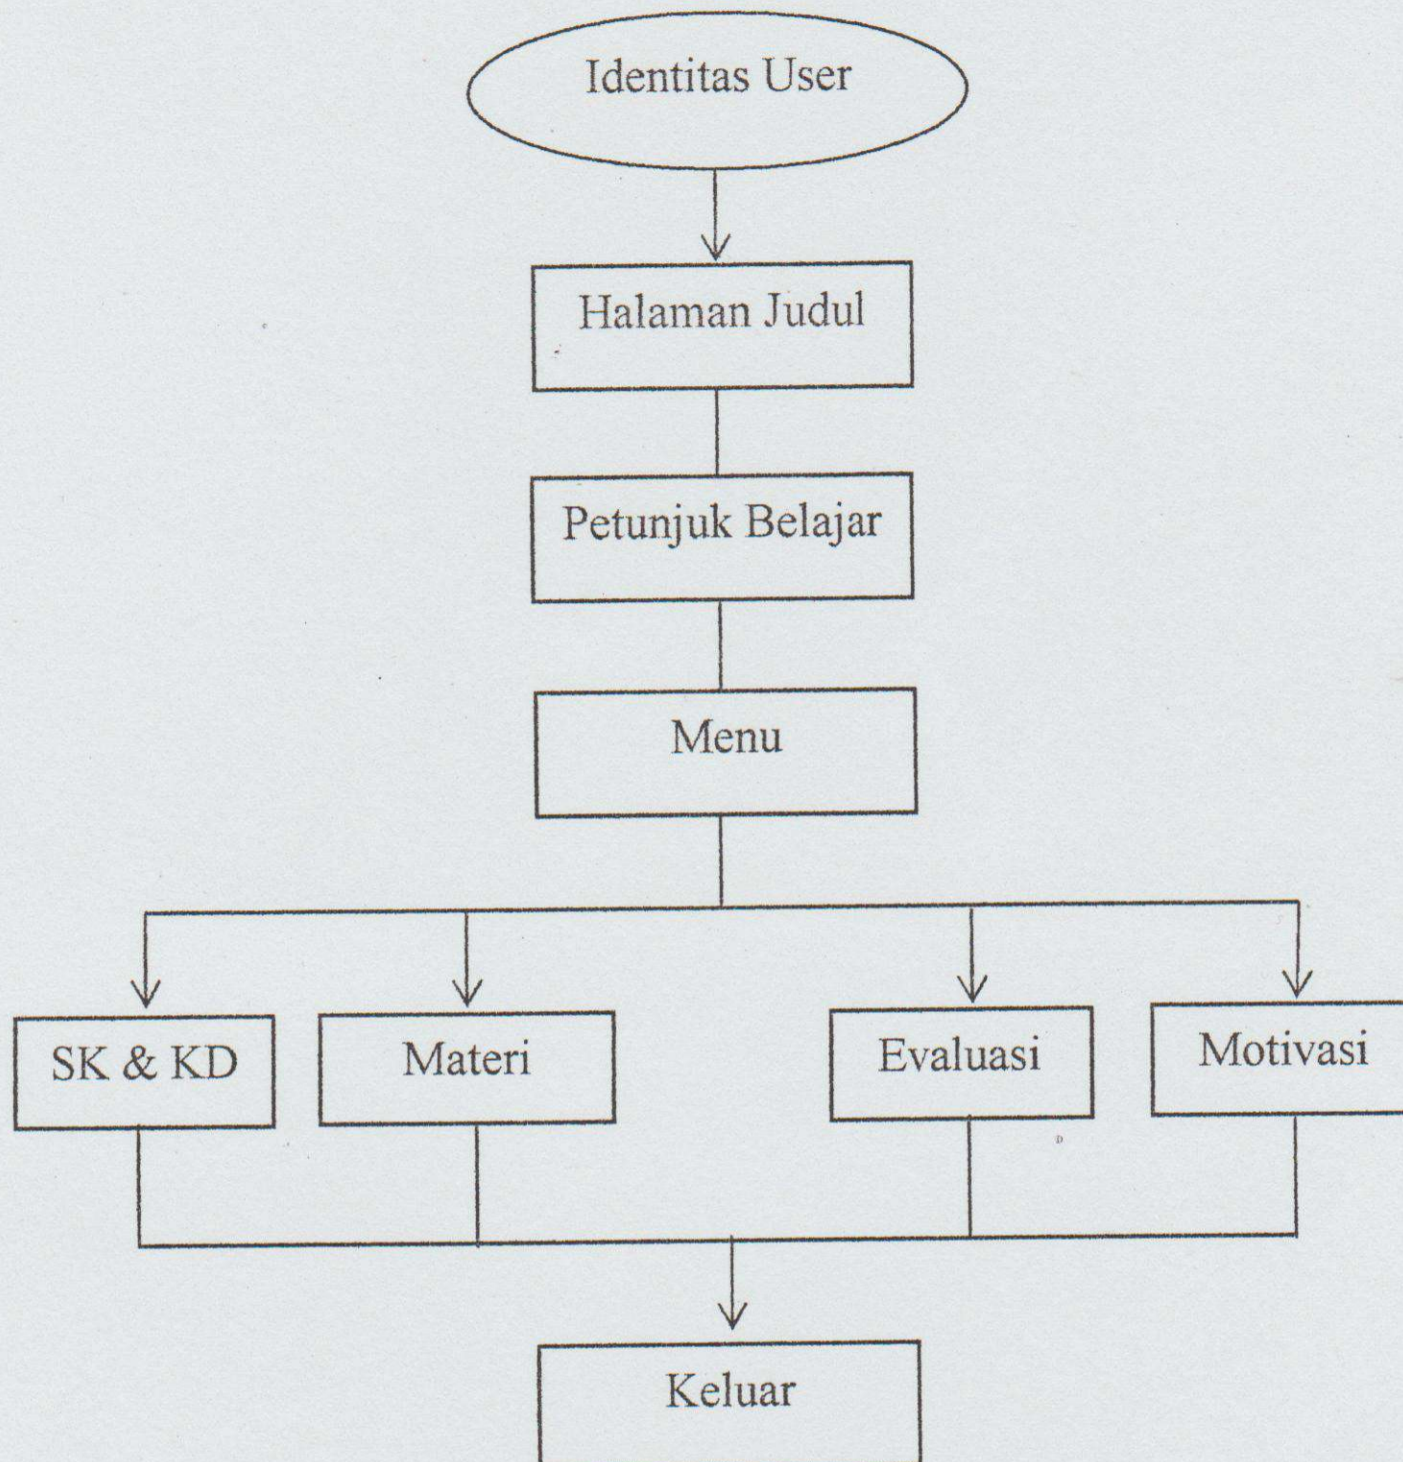 Identitas User
Halaman Judul
Petunjuk Belajar
Menu
SK & KD
Materi
Evaluasi
Motivasi
Keluar